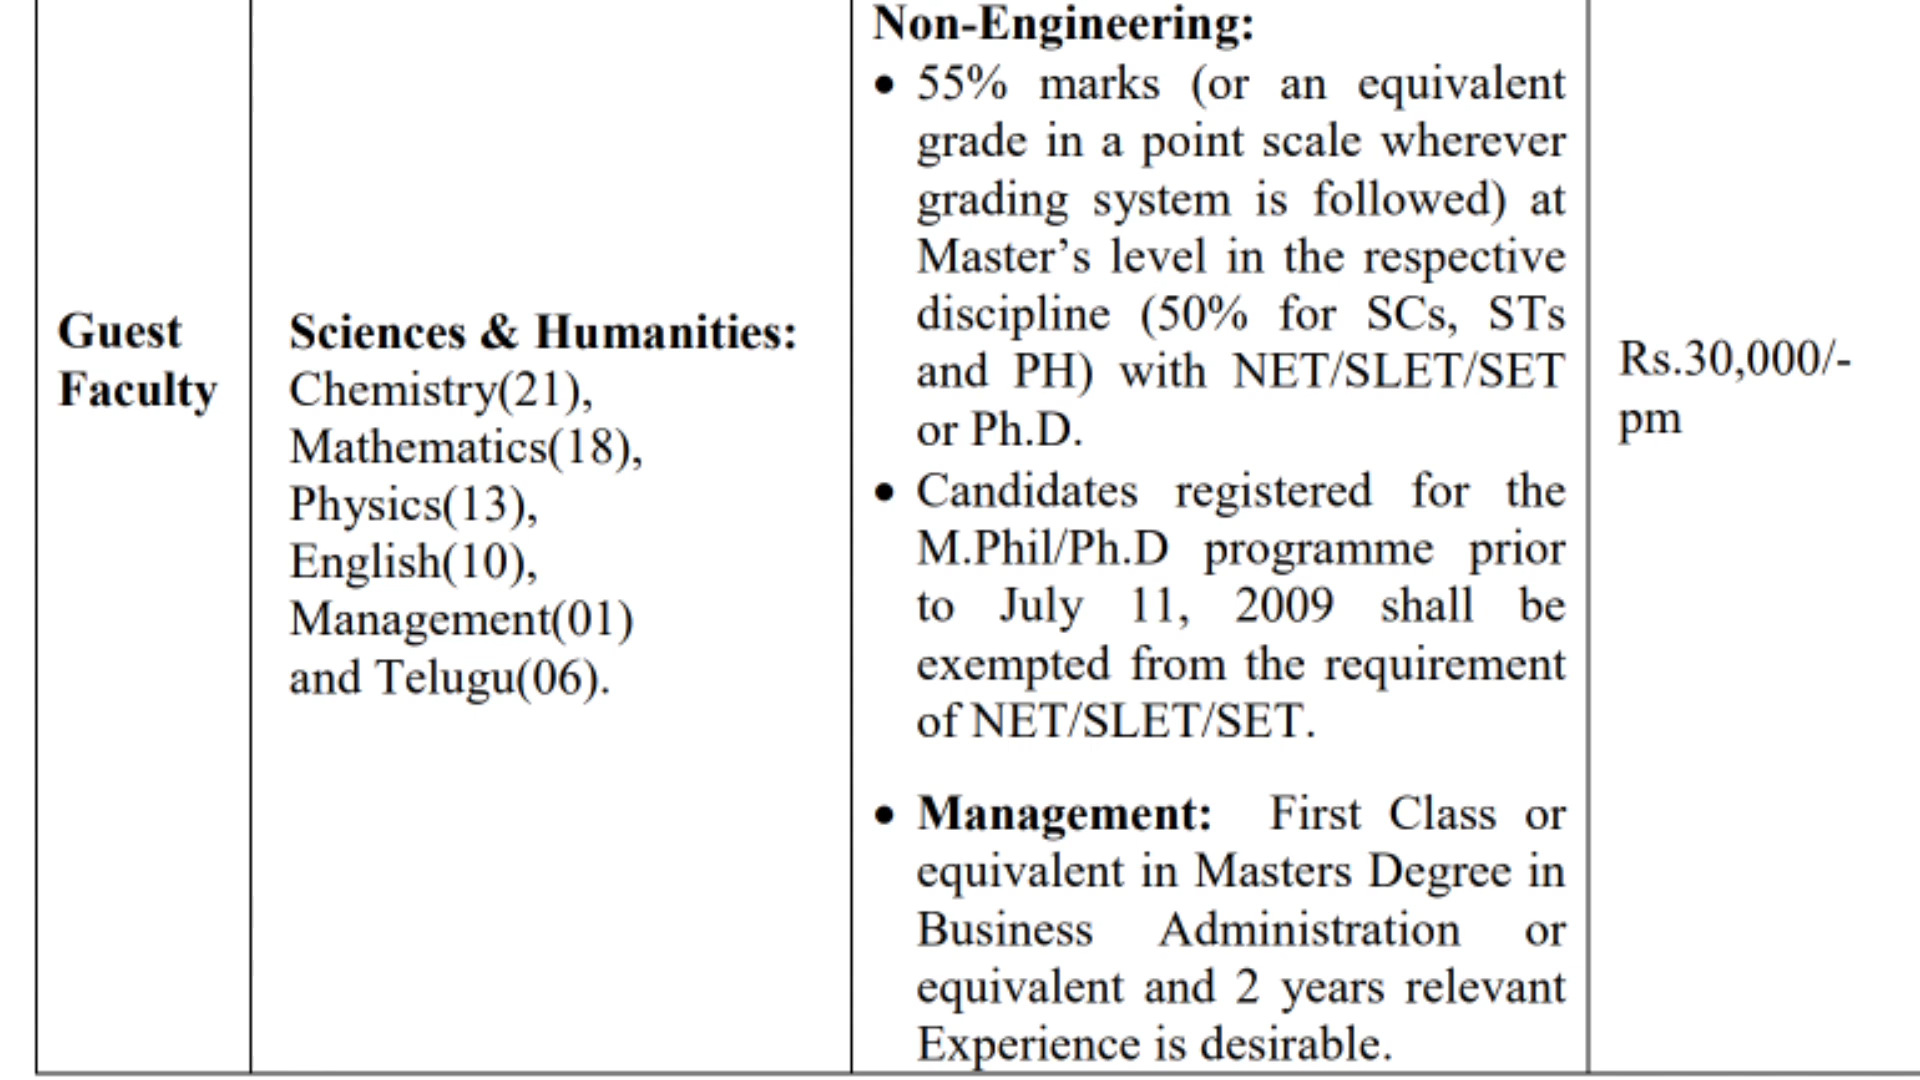 Guest
Faculty
Sciences & Humanities:
Chemistry(21),
Mathematics(18),
Physics(13),
English(10),
Management(01)
and Telugu(06).
Non-Engineering:
• 55% marks (or an equivalent
grade in a point scale wherever
grading system is followed) at
Master’s level in the respective
discipline (50% for SCs, STs
and PH) with NET/SLET/SET
or Ph.D.
• Candidates registered for the
M.Phil/Ph.D programme prior
to July 11, 2009 shall be
exempted from the requirement
of NET/SLET/SET.
• Management: First Class or
equivalent in Masters Degree in
Business Administration or
equivalent and 2 years relevant
Experience is desirable.
Rs.30,000/-
pm